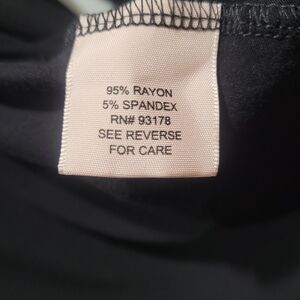 95% RAYON
5% SPANDEX
RN# 93178
SEE REVERSE
FOR CARE